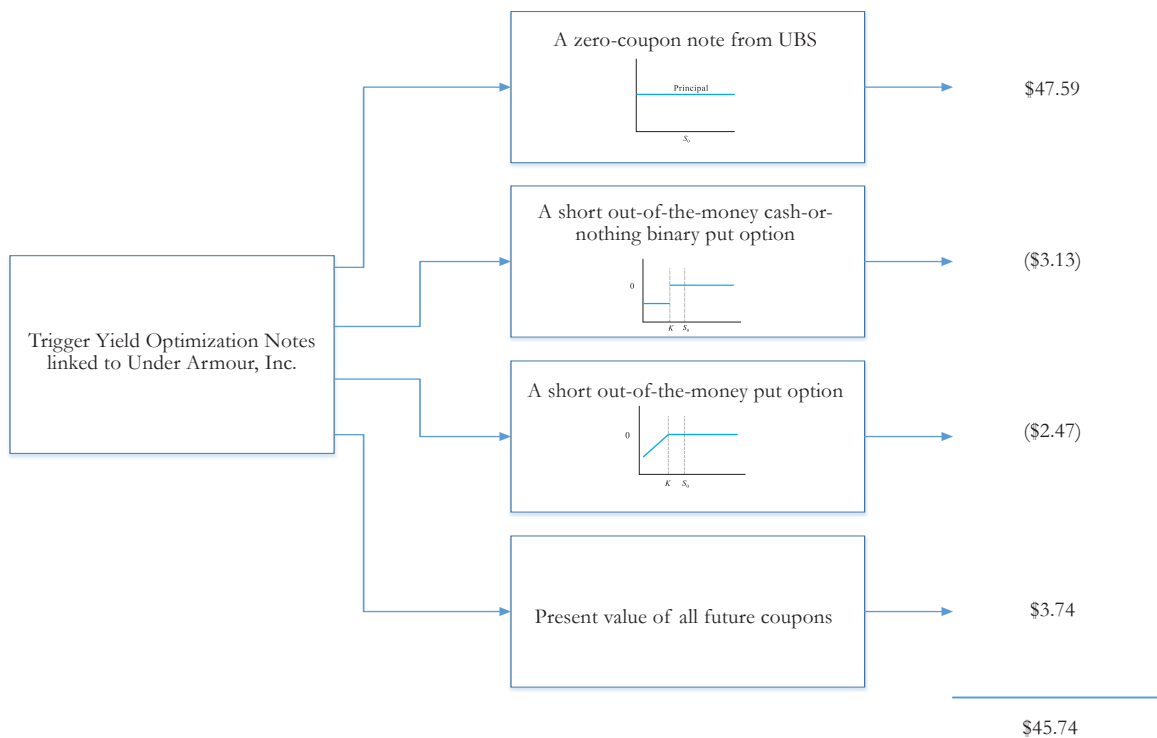 A zero-coupon note from UBS
Principal
S₀
$47.59
A short out-of-the-money cash-or-
nothing binary put option
0
K
S₀
($3.13)
Trigger Yield Optimization Notes
linked to Under Armour, Inc.
A short out-of-the-money put option
0
K
S₀
($2.47)
Present value of all future coupons
$3.74
$45.74